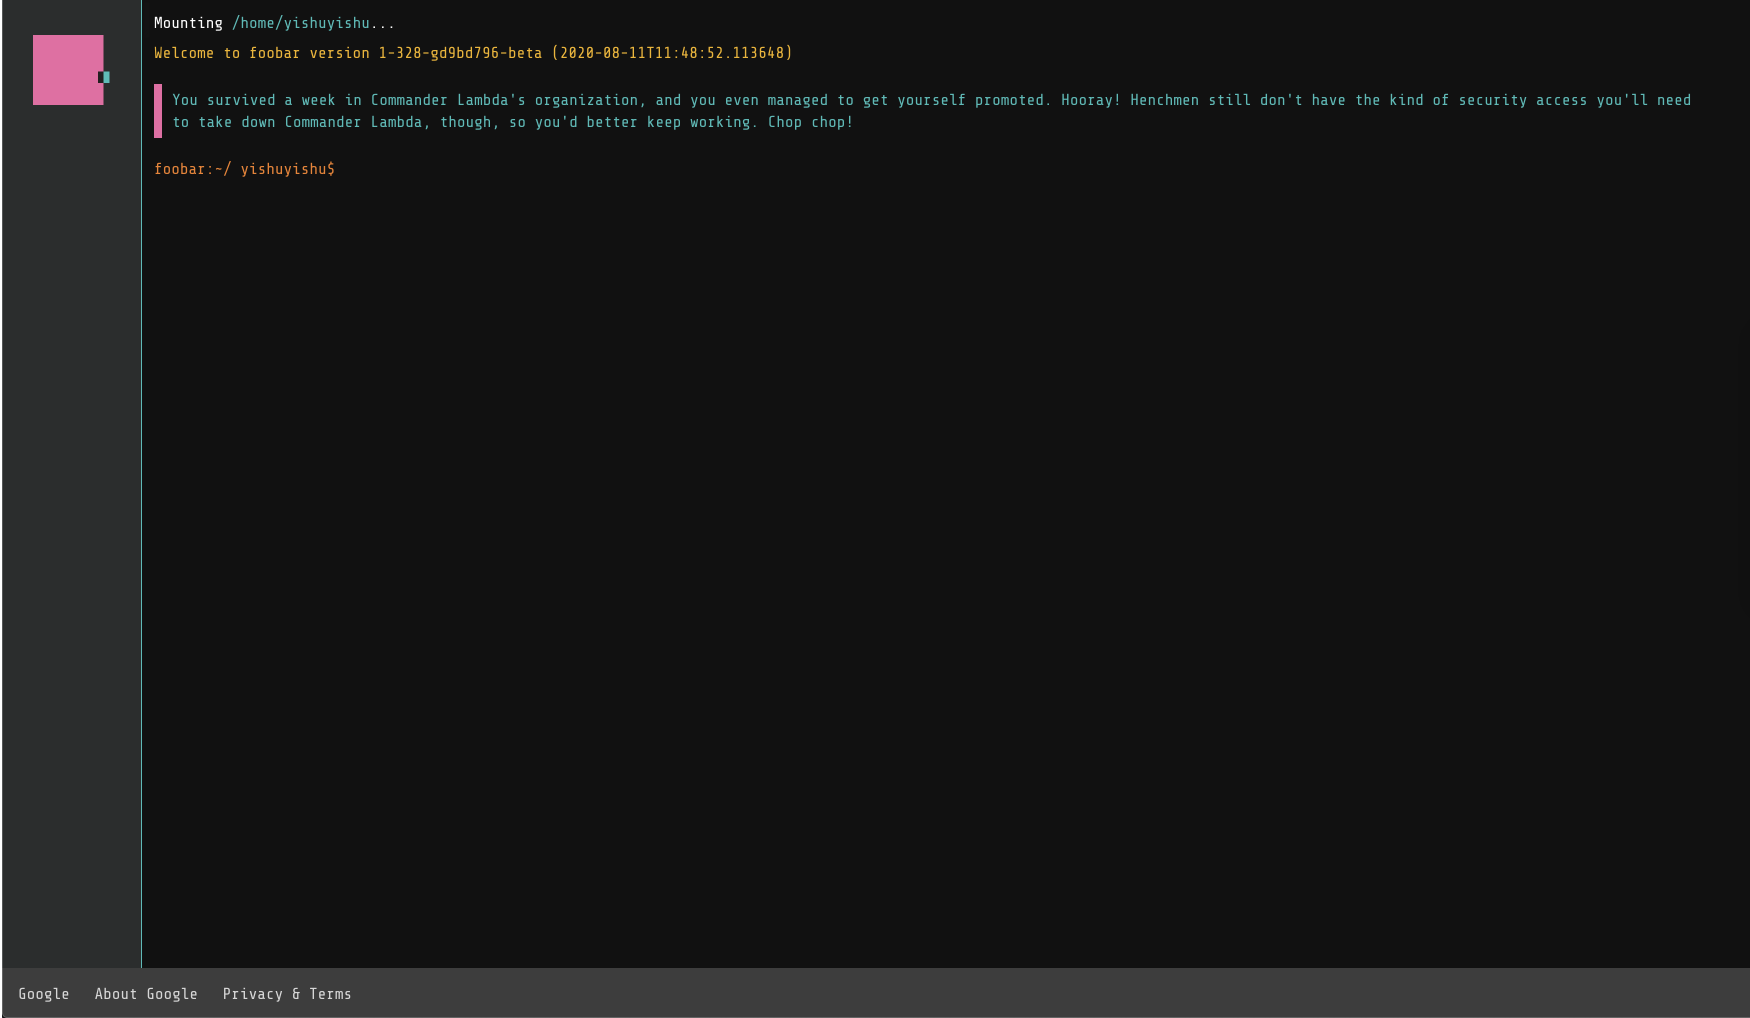 Mounting /home/yishuyishu...
Welcome to foobar version 1-328-gd9bd796-beta (2020-08-11T11:48:52.113648)
You survived a week in Commander Lambda's organization, and you even managed to get yourself promoted. Hooray! Henchmen still don't have the kind of security access you'll need
to take down Commander Lambda, though, so you'd better keep working. Chop chop!
foobar:~/ yishuyishu$
Google About Google Privacy & Terms